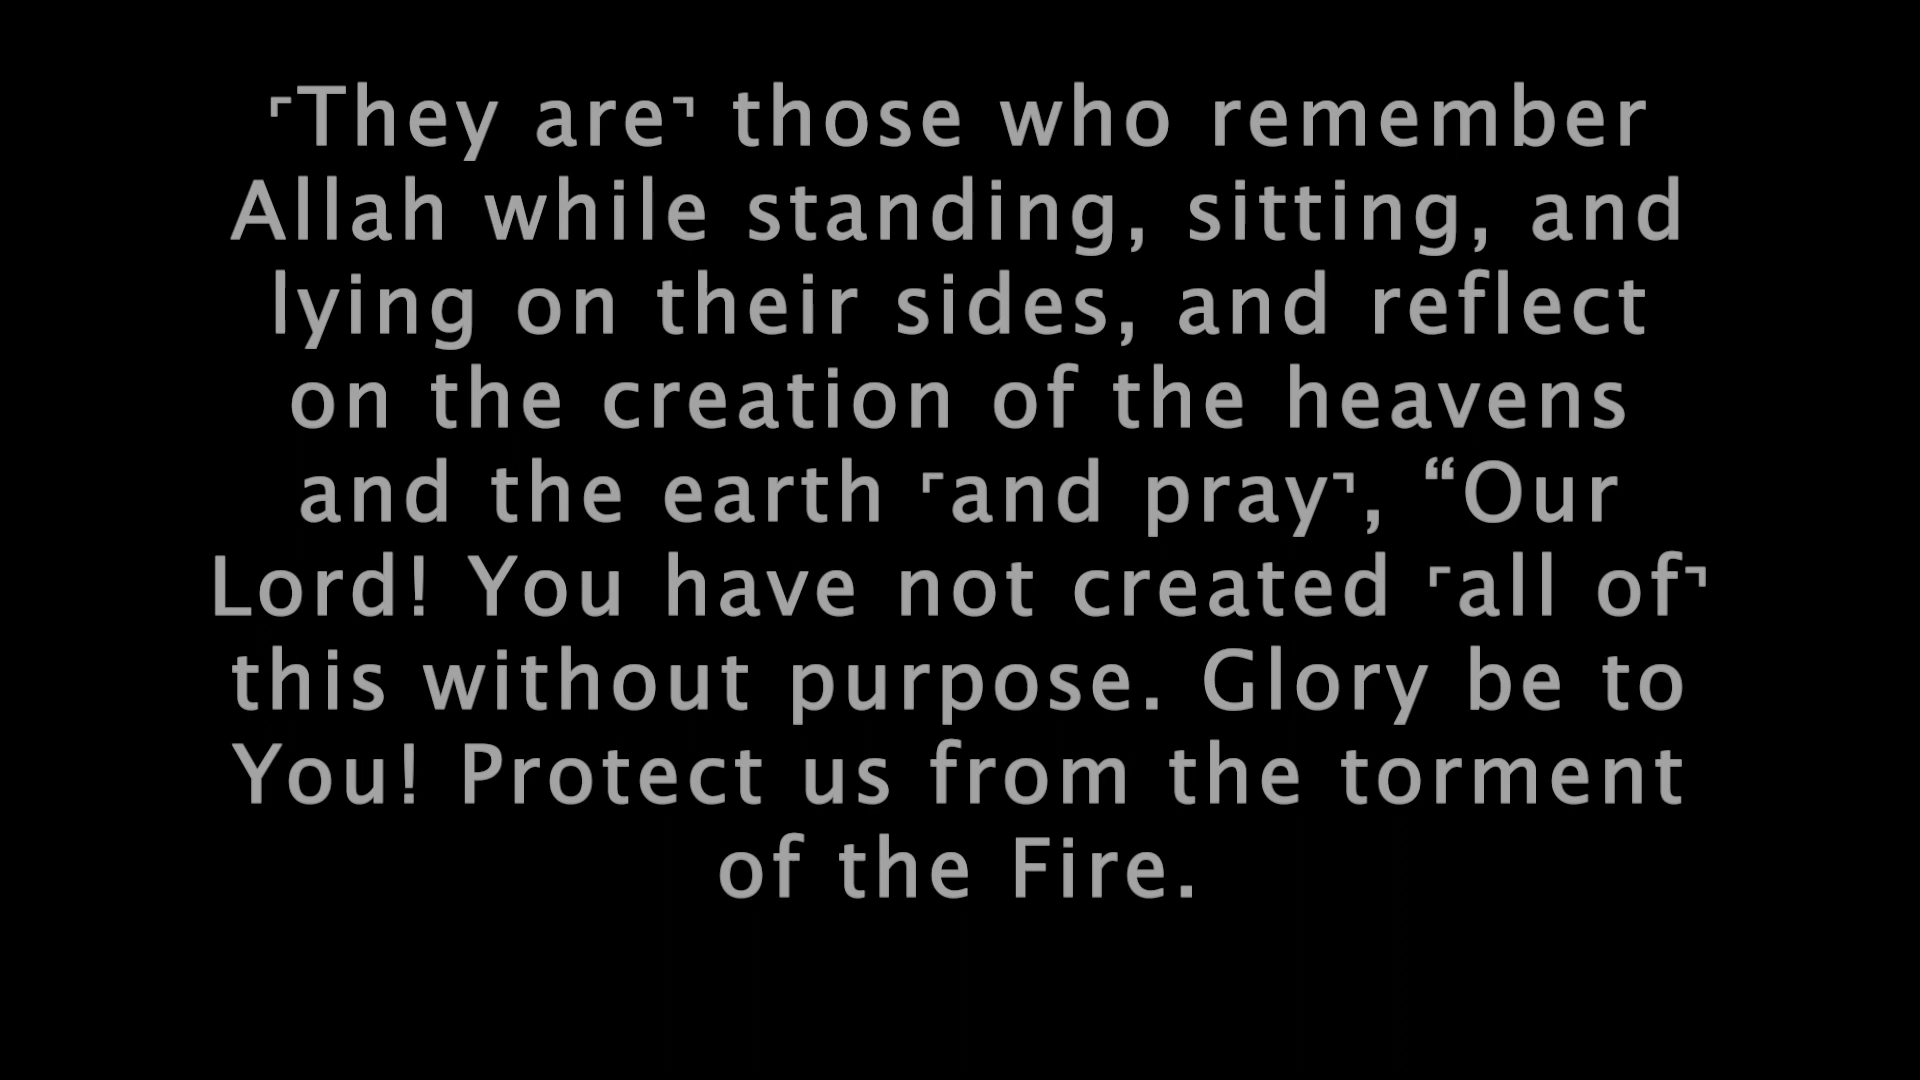 ⌜They are⌝ those who remember
Allah while standing, sitting, and
lying on their sides, and reflect
on the creation of the heavens
and the earth ⌜and pray⌝, “Our
Lord! You have not created ⌜all of⌝
this without purpose. Glory be to
You! Protect us from the torment
of the Fire.